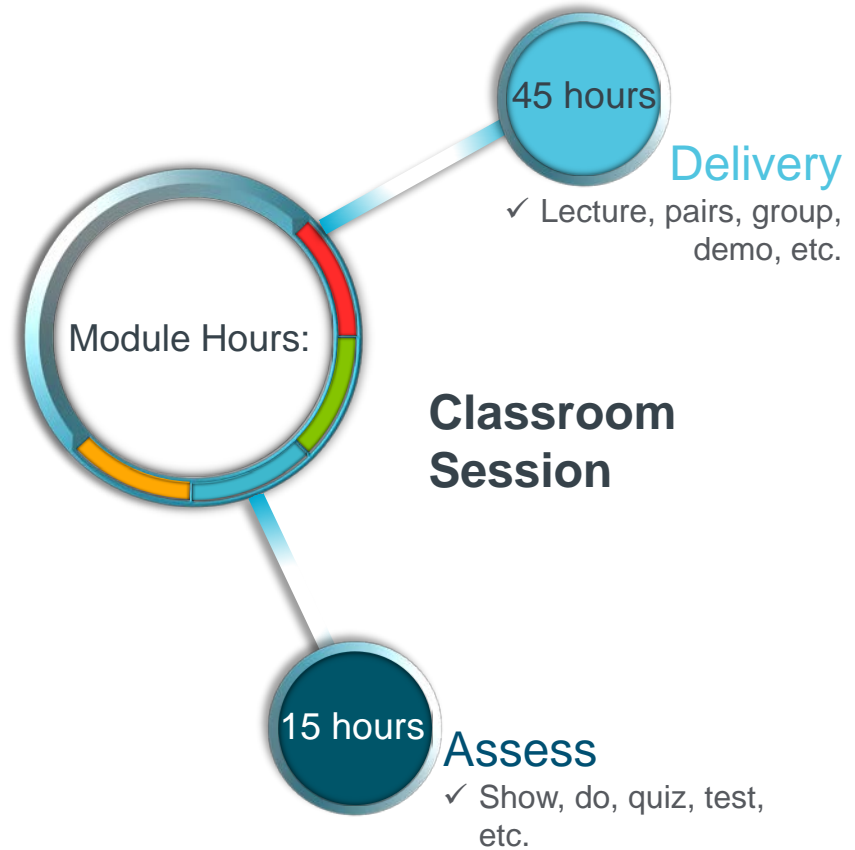 45 hours
Delivery
✓ Lecture, pairs, group,
demo, etc.
Module Hours:
Classroom
Session
15 hours
Assess
✓ Show, do, quiz, test,
etc.